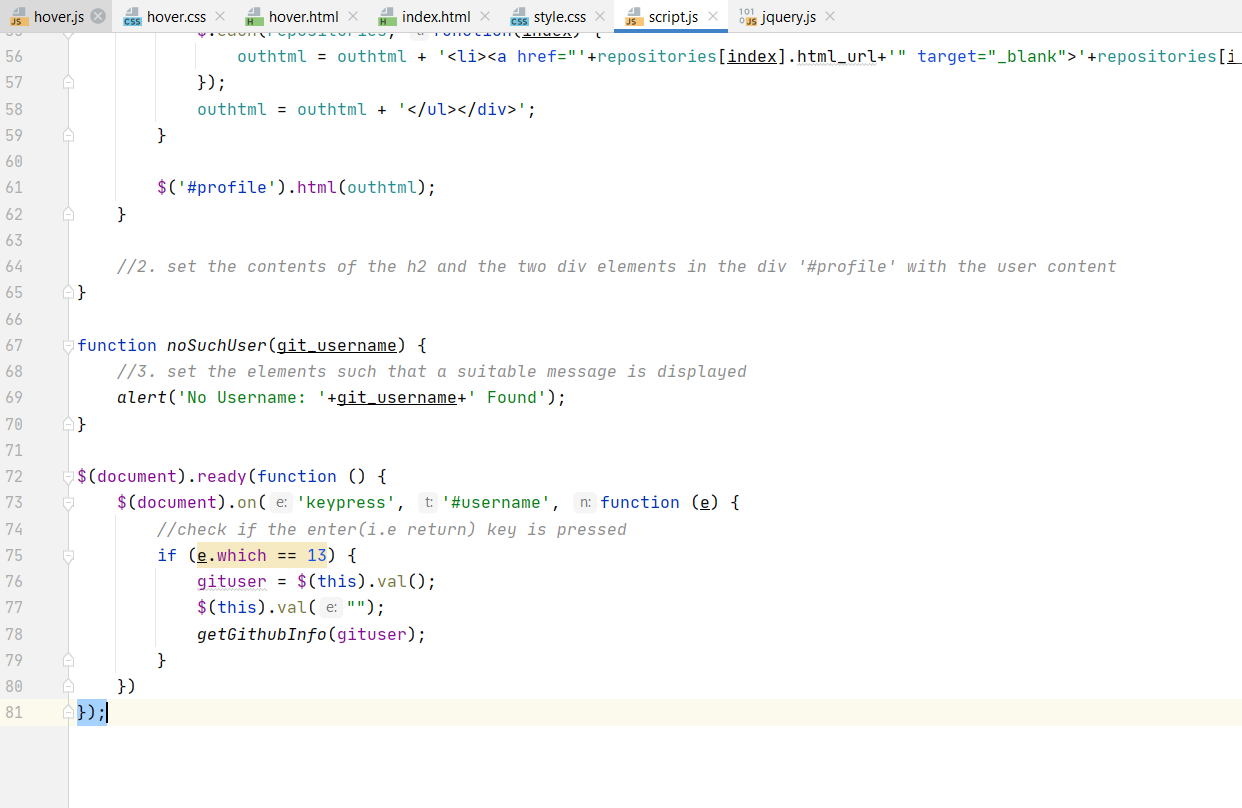 hover.js hover.css hover.html index.html style.css script.js jquery.js
56 outhtml = outhtml + '<li><a href="'+repositories[index].html_url+'" target="_blank">'+repositories[i
57 });
58 outhtml = outhtml + '</ul></div>';
59 }
60
61 $('#profile').html(outhtml);
62 }
63
64 //2. set the contents of the h2 and the two div elements in the div '#profile' with the user content
65 }
66
67 function noSuchUser(git_username) {
68 //3. set the elements such that a suitable message is displayed
69 alert('No Username: '+git_username+' Found');
70 }
71
72 $(document).ready(function () {
73 $(document).on( e: 'keypress', t: '#username', n: function (e) {
74 //check if the enter(i.e return) key is pressed
75 if (e.which == 13) {
76 gituser = $(this).val();
77 $(this).val( e: "");
78 getGithubInfo(gituser);
79 }
80 })
81 });